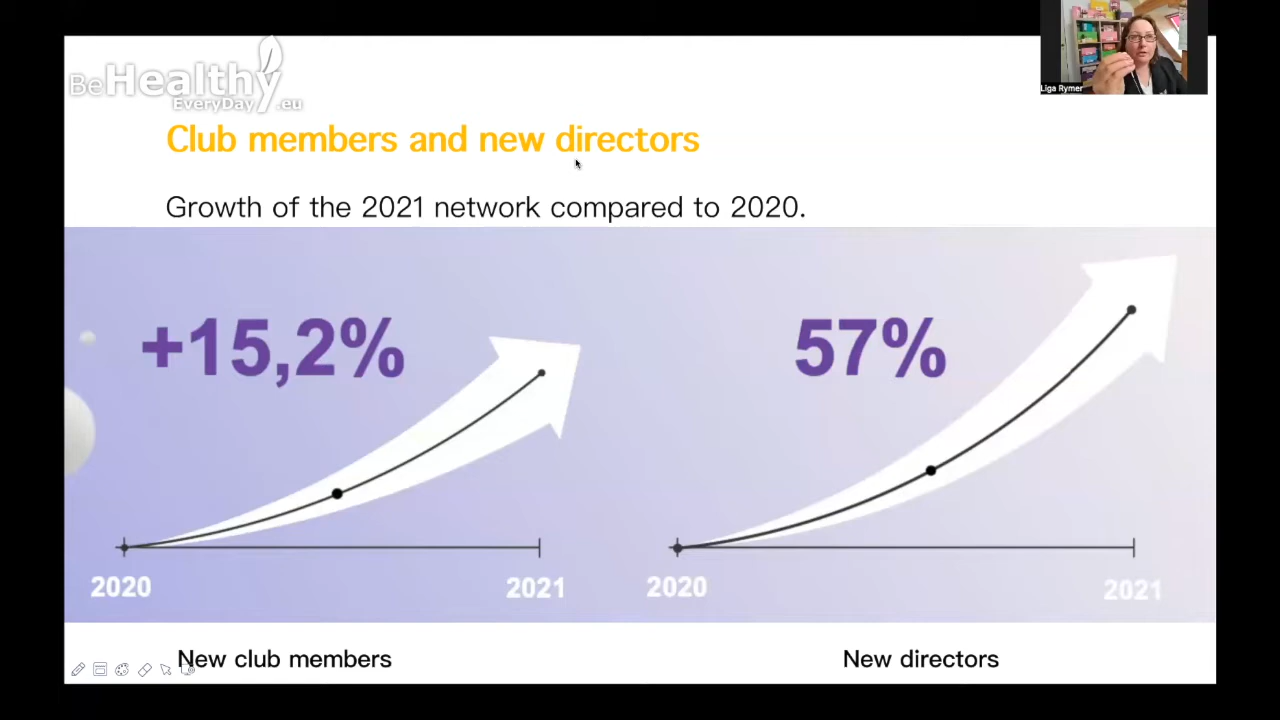 BeHealthy
EveryDay.eu
Liga Rymer
Club members and new directors
Growth of the 2021 network compared to 2020.
+15,2%
57%
2020
2021
2020
2021
New club members
New directors